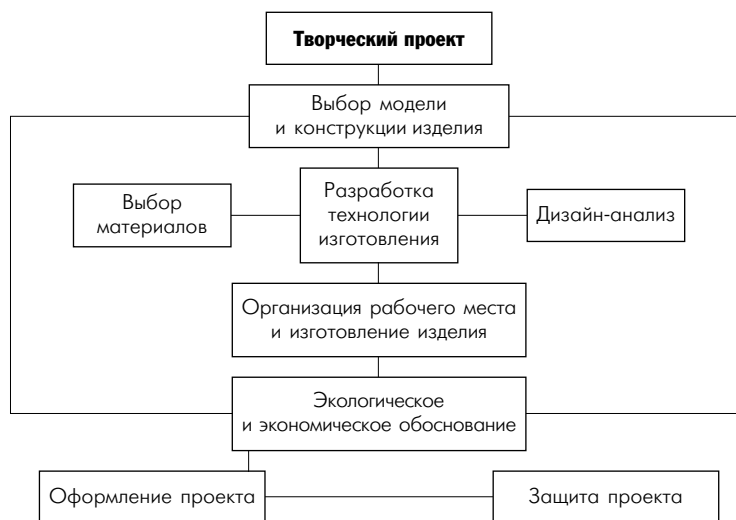 Творческий проект
Выбор модели
и конструкции изделия
Выбор
материалов
Разработка
технологии
изготовления
Дизайн-анализ
Организация рабочего места
и изготовление изделия
Экологическое
и экономическое обоснование
Оформление проекта
Защита проекта